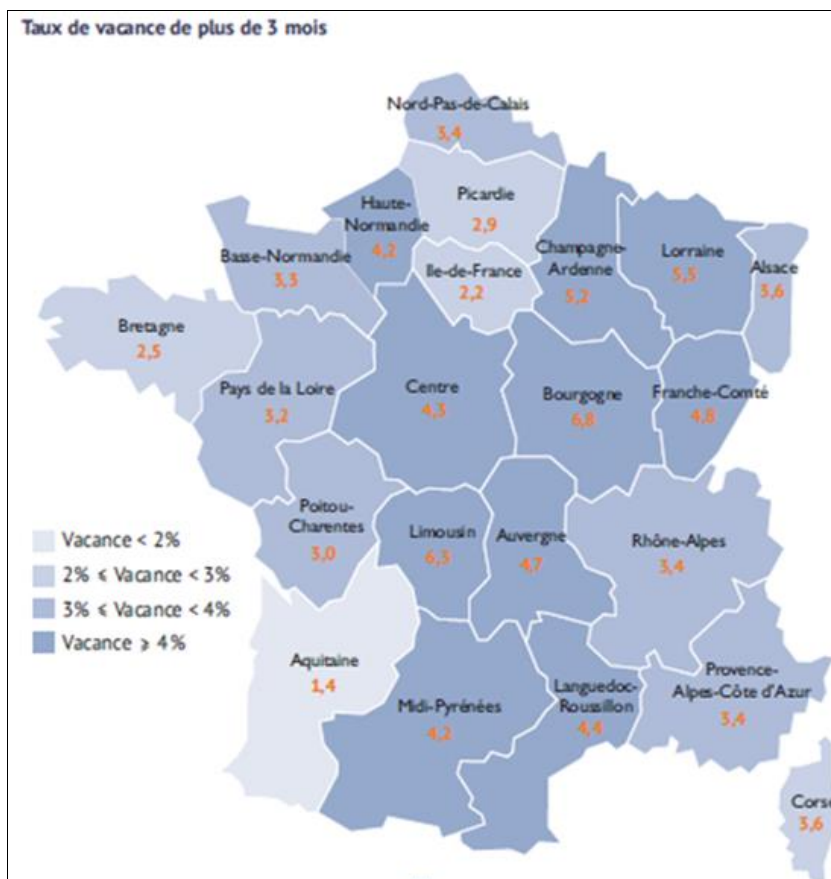 Taux de vacance de plus de 3 mois
Nord-Pas-de-Calais
3,4
Picardie
2,9
Haute-
Normandie
4,2
Basse-Normandie
3,3
Ile-de-France
2,2
Champagne-
Ardenne
5,2
Lorraine
5,5
Alsace
3,6
Bretagne
2,5
Pays de la Loire
3,2
Centre
4,3
Bourgogne
6,8
Franche-Comté
4,8
Poitou-
Charentes
3,0
Limousin
6,3
Auvergne
4,7
Rhône-Alpes
3,4
Vacance < 2%
2% ⩽ Vacance < 3%
3% ⩽ Vacance < 4%
Vacance ⩾ 4%
Aquitaine
1,4
Midi-Pyrénées
4,2
Languedoc-
Roussillon
4,4
Provence-
Alpes-Côte d'Azur
3,4
Corse
3,6